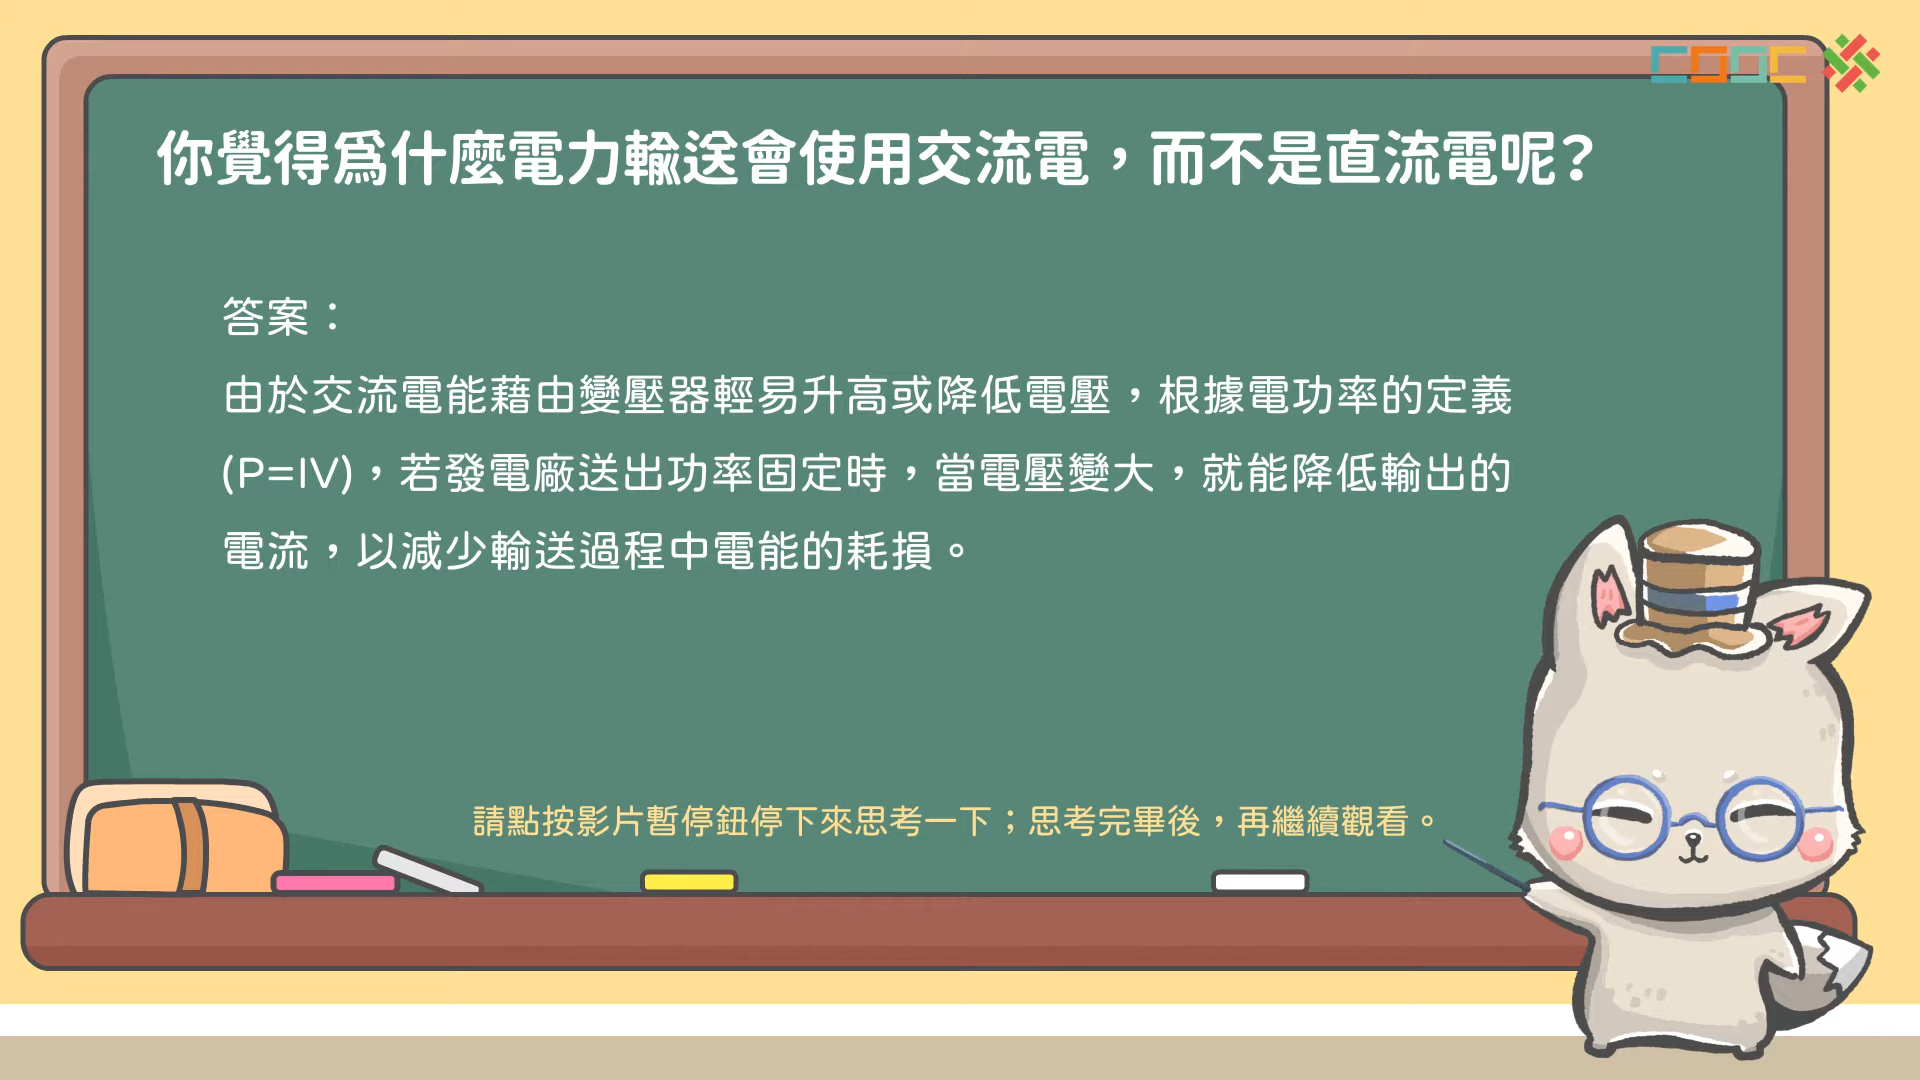 COOC
你覺得為什麼電力輸送會使用交流電，而不是直流電呢？
答案：
由於交流電能藉由變壓器輕易升高或降低電壓，根據電功率的定義
(P=IV)，若發電廠送出功率固定時，當電壓變大，就能降低輸出的
電流，以減少輸送過程中電能的耗損。
請點按影片暫停鈕停下來思考一下；思考完畢後，再繼續觀看。